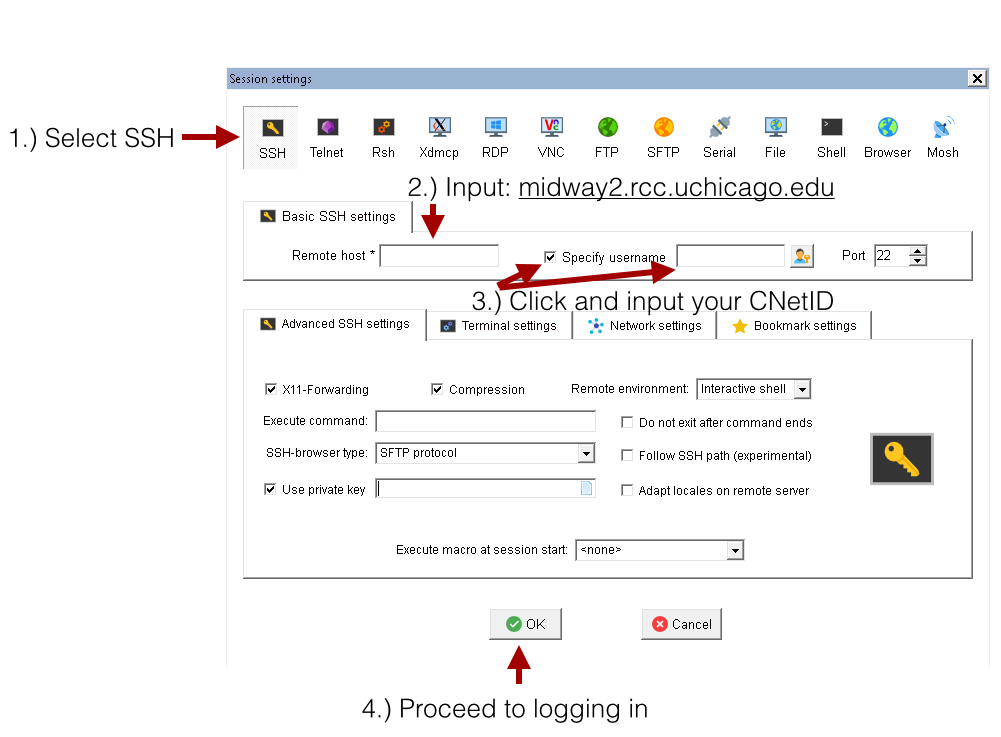 Session settings
1.) Select SSH
SSH Telnet Rsh Xdmcp RDP VNC FTP SFTP Serial File Shell Browser Mosh
2.) Input: midway2.rcc.uchicago.edu
Basic SSH settings
Remote host * Specify username Port 22
3.) Click and input your CNetID
Advanced SSH settings Terminal settings Network settings Bookmark settings
X11-Forwarding Compression Remote environment: Interactive shell
Execute command: Do not exit after command ends
SSH-browser type: SFTP protocol Follow SSH path (experimental)
Use private key Adapt locales on remote server
Execute macro at session start: <none>
OK Cancel
4.) Proceed to logging in